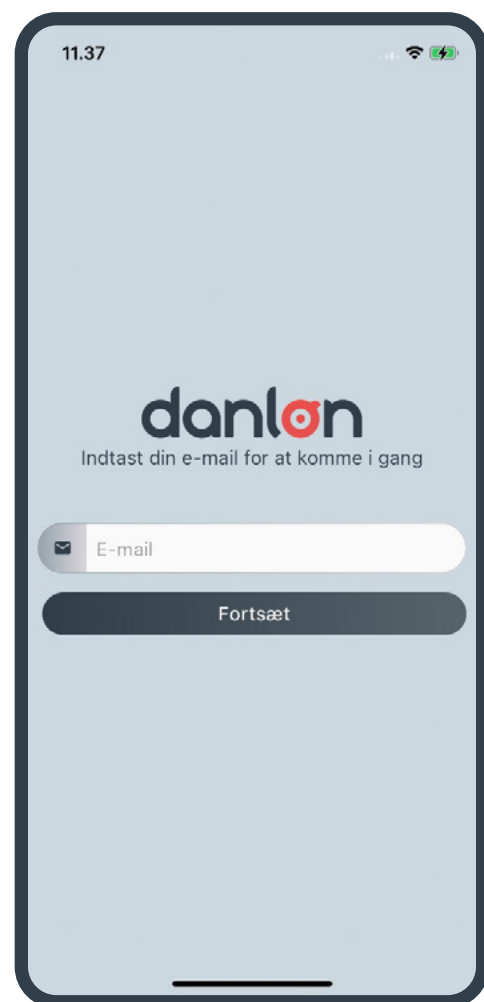 11.37
danløn
Indtast din e-mail for at komme i gang
E-mail
Fortsæt